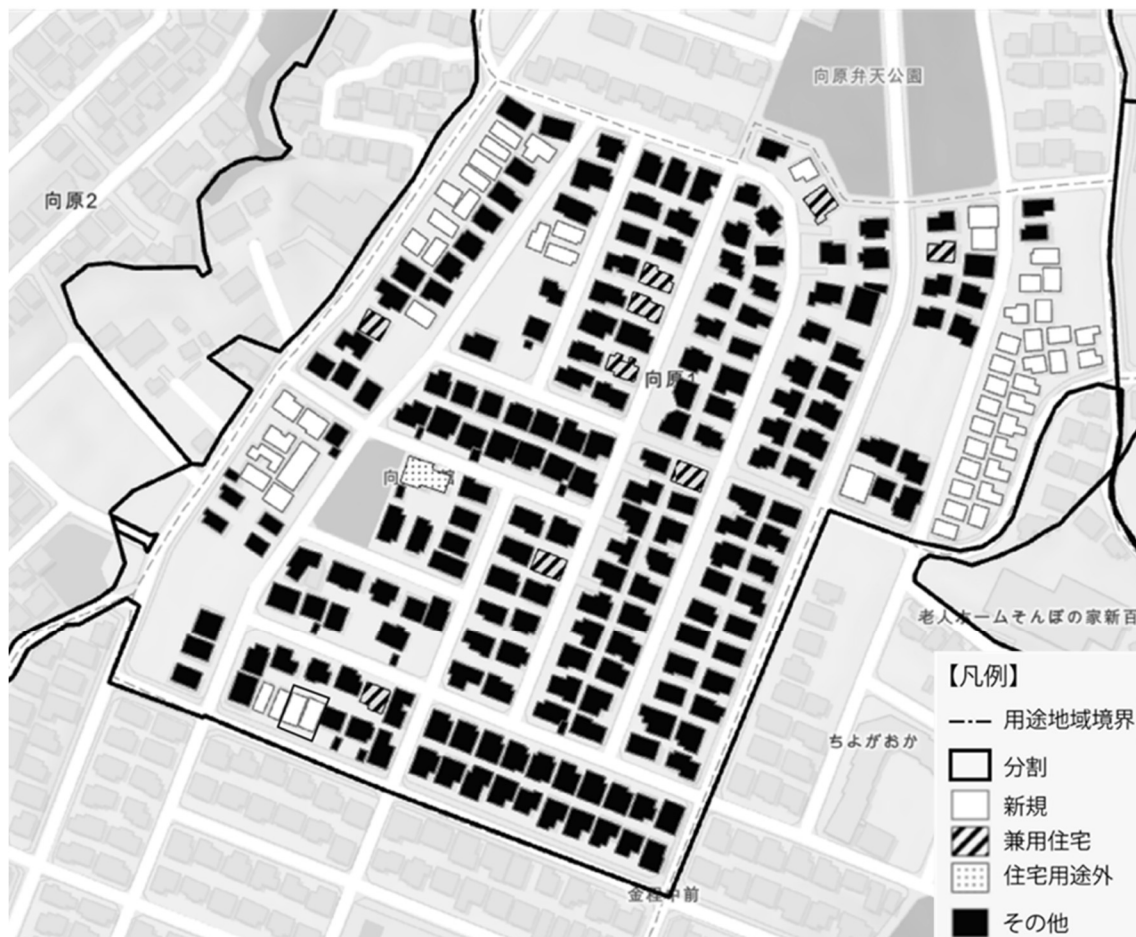 向原弁天公園
向原2
向原1
老人ホームそんぽの家新百
ちよがおか
金程中前
【凡例】
用途地域境界
分割
新規
兼用住宅
住宅用途外
その他